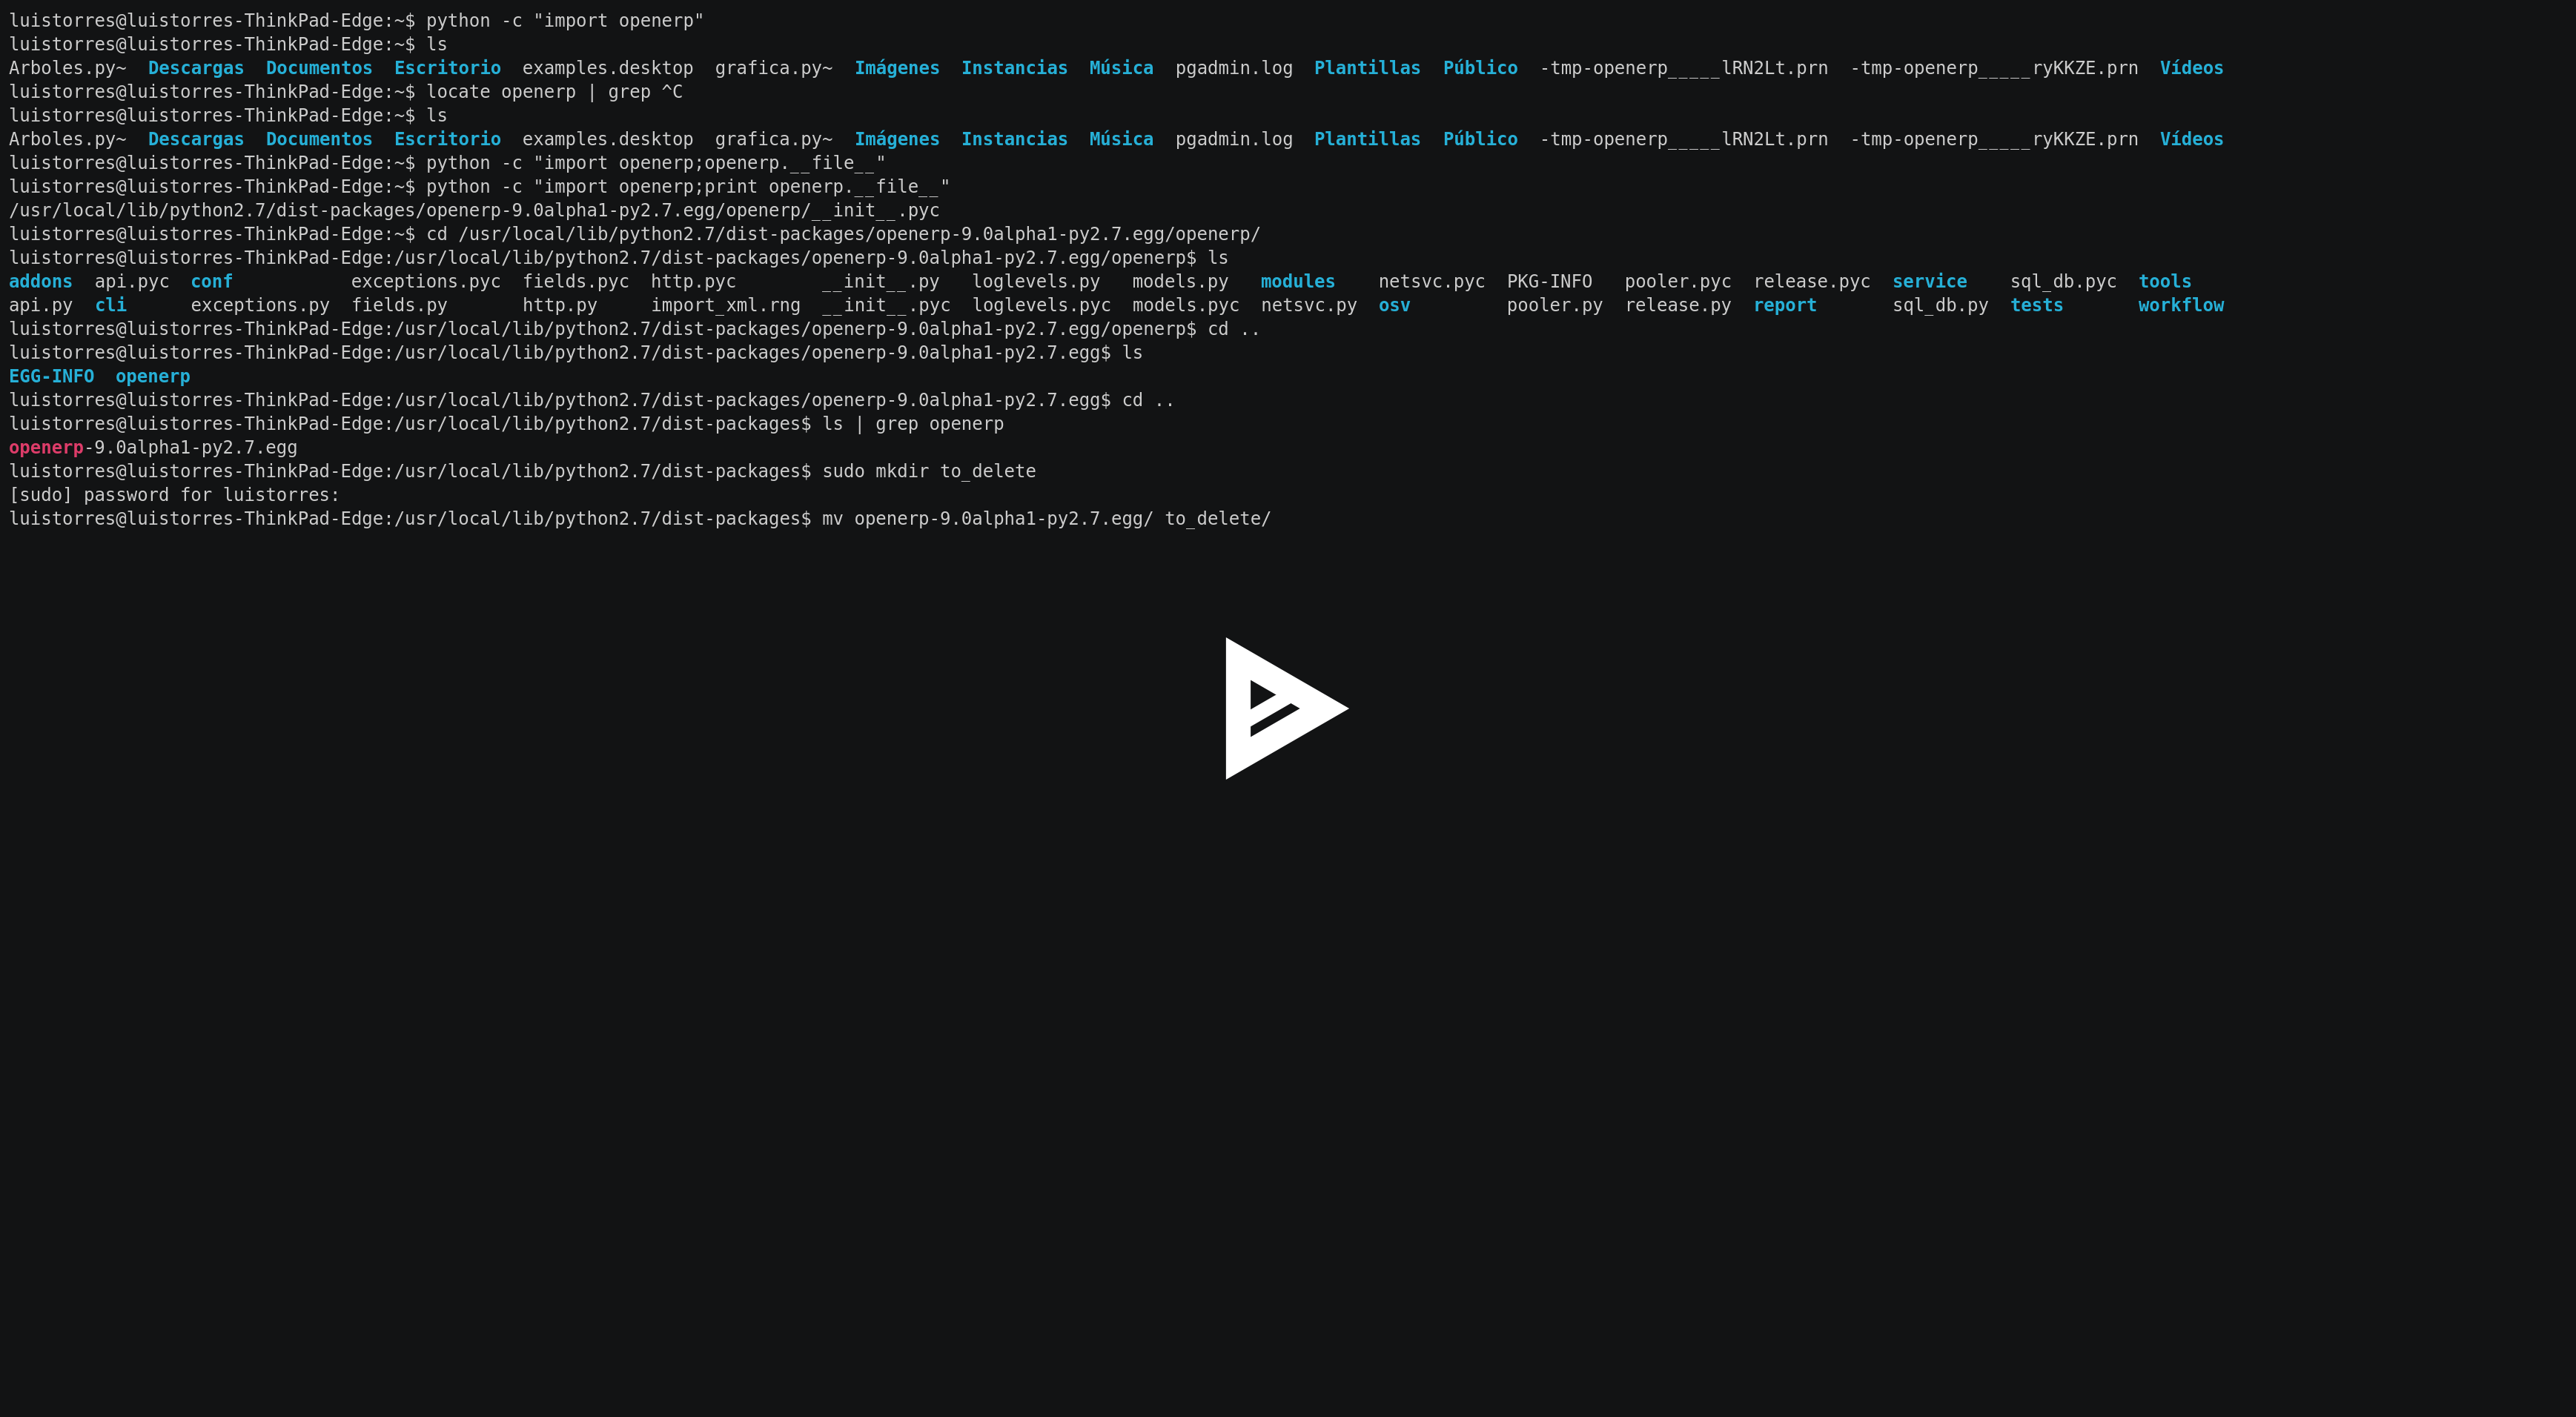 luistorres@luistorres-ThinkPad-Edge:~$ python -c "import openerp"
luistorres@luistorres-ThinkPad-Edge:~$ ls
Arboles.py~  Descargas  Documentos  Escritorio  examples.desktop  grafica.py~  Imágenes  Instancias  Música  pgadmin.log  Plantillas  Público  -tmp-openerp_____lRN2Lt.prn  -tmp-openerp_____ryKKZE.prn  Vídeos
luistorres@luistorres-ThinkPad-Edge:~$ locate openerp | grep ^C
luistorres@luistorres-ThinkPad-Edge:~$ ls
Arboles.py~  Descargas  Documentos  Escritorio  examples.desktop  grafica.py~  Imágenes  Instancias  Música  pgadmin.log  Plantillas  Público  -tmp-openerp_____lRN2Lt.prn  -tmp-openerp_____ryKKZE.prn  Vídeos
luistorres@luistorres-ThinkPad-Edge:~$ python -c "import openerp;openerp.__file__"
luistorres@luistorres-ThinkPad-Edge:~$ python -c "import openerp;print openerp.__file__"
/usr/local/lib/python2.7/dist-packages/openerp-9.0alpha1-py2.7.egg/openerp/__init__.pyc
luistorres@luistorres-ThinkPad-Edge:~$ cd /usr/local/lib/python2.7/dist-packages/openerp-9.0alpha1-py2.7.egg/openerp/
luistorres@luistorres-ThinkPad-Edge:/usr/local/lib/python2.7/dist-packages/openerp-9.0alpha1-py2.7.egg/openerp$ ls
addons  api.pyc  conf           exceptions.pyc  fields.pyc  http.pyc        __init__.py   loglevels.py   models.py   modules    netsvc.pyc  PKG-INFO   pooler.pyc  release.pyc  service    sql_db.pyc  tools
api.py  cli      exceptions.py  fields.py       http.py     import_xml.rng  __init__.pyc  loglevels.pyc  models.pyc  netsvc.py  osv         pooler.py  release.py  report       sql_db.py  tests       workflow
luistorres@luistorres-ThinkPad-Edge:/usr/local/lib/python2.7/dist-packages/openerp-9.0alpha1-py2.7.egg/openerp$ cd ..
luistorres@luistorres-ThinkPad-Edge:/usr/local/lib/python2.7/dist-packages/openerp-9.0alpha1-py2.7.egg$ ls
EGG-INFO  openerp
luistorres@luistorres-ThinkPad-Edge:/usr/local/lib/python2.7/dist-packages/openerp-9.0alpha1-py2.7.egg$ cd ..
luistorres@luistorres-ThinkPad-Edge:/usr/local/lib/python2.7/dist-packages$ ls | grep openerp
openerp-9.0alpha1-py2.7.egg
luistorres@luistorres-ThinkPad-Edge:/usr/local/lib/python2.7/dist-packages$ sudo mkdir to_delete
[sudo] password for luistorres:
luistorres@luistorres-ThinkPad-Edge:/usr/local/lib/python2.7/dist-packages$ mv openerp-9.0alpha1-py2.7.egg/ to_delete/